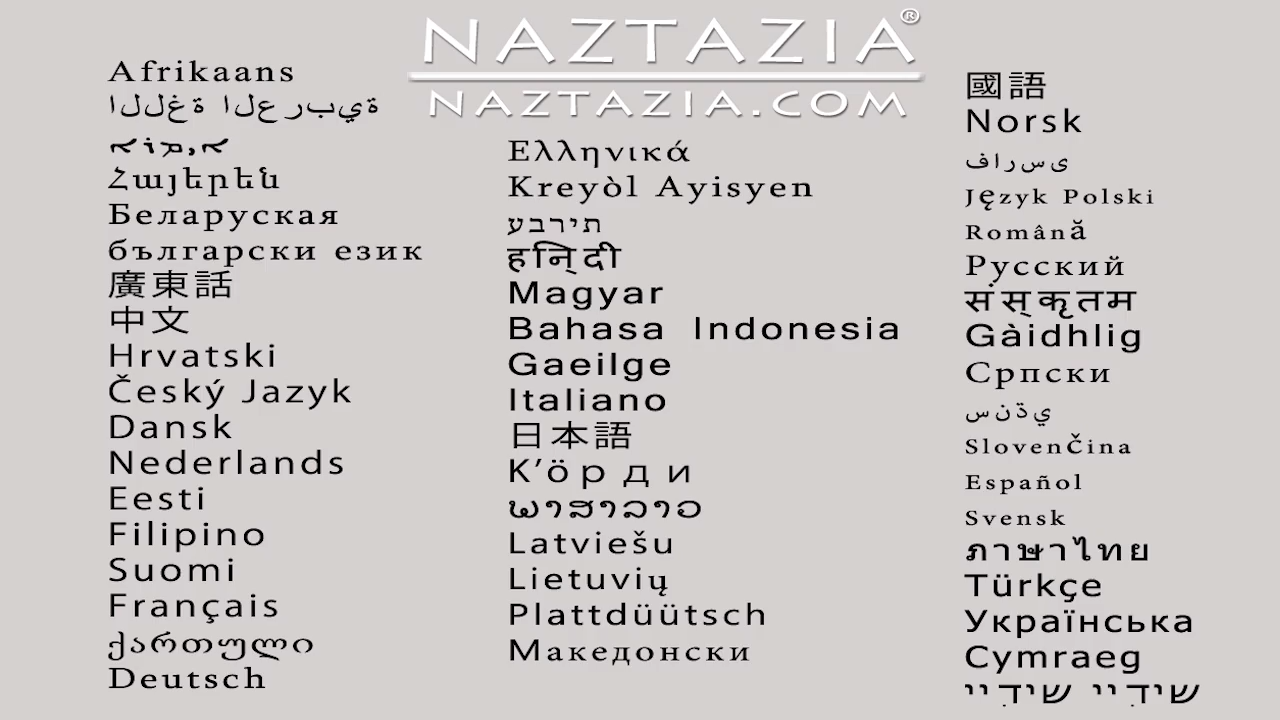 NAZTAZIA®
NAZTAZIA.COM
Afrikaans
اللغة العربية
ܐܪܡܝܐ
Հայերեն
Беларуская
български език
廣東話
中文
Hrvatski
Český Jazyk
Dansk
Nederlands
Eesti
Filipino
Suomi
Français
ქართული
Deutsch
Ελληνικά
Kreyòl Ayisyen
עברית
हिन्दी
Magyar
Bahasa Indonesia
Gaeilge
Italiano
日本語
К’öрди
ພາສາລາວ
Latviešu
Lietuvių
Plattdüütsch
Македонски
國語
Norsk
فارسی
Język Polski
Română
Русский
संस्कृतम
Gàidhlig
Српски
Slovenčina
Español
Svensk
ภาษาไทย
Türkçe
Українська
Cymraeg